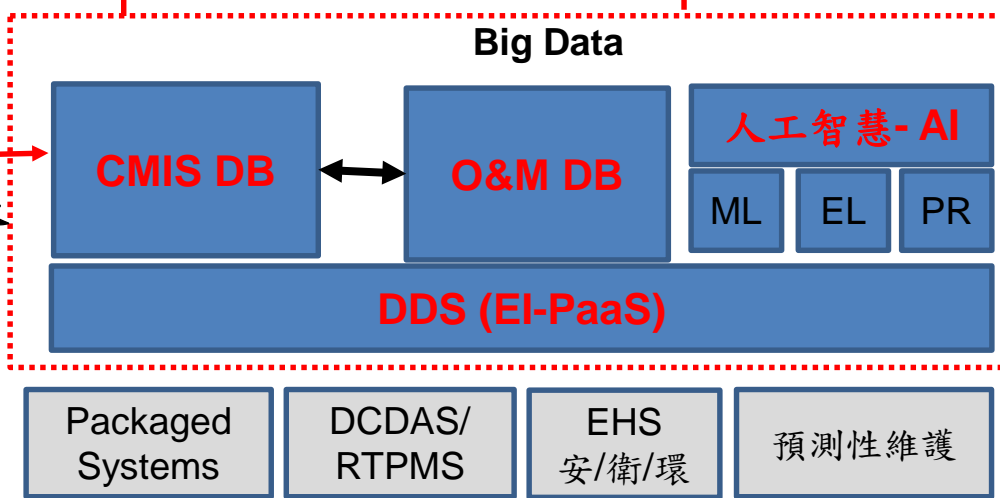 Big Data
CMIS DB
O&M DB
人工智慧- AI
ML
EL
PR
DDS (EI-PaaS)
Packaged
Systems
DCDAS/
RTPMS
EHS
安/衛/環
預測性維護